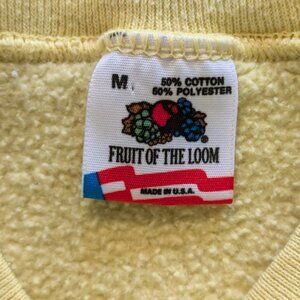 M 50% COTTON
50% POLYESTER
FRUIT OF THE LOOM
MADE IN U.S.A.